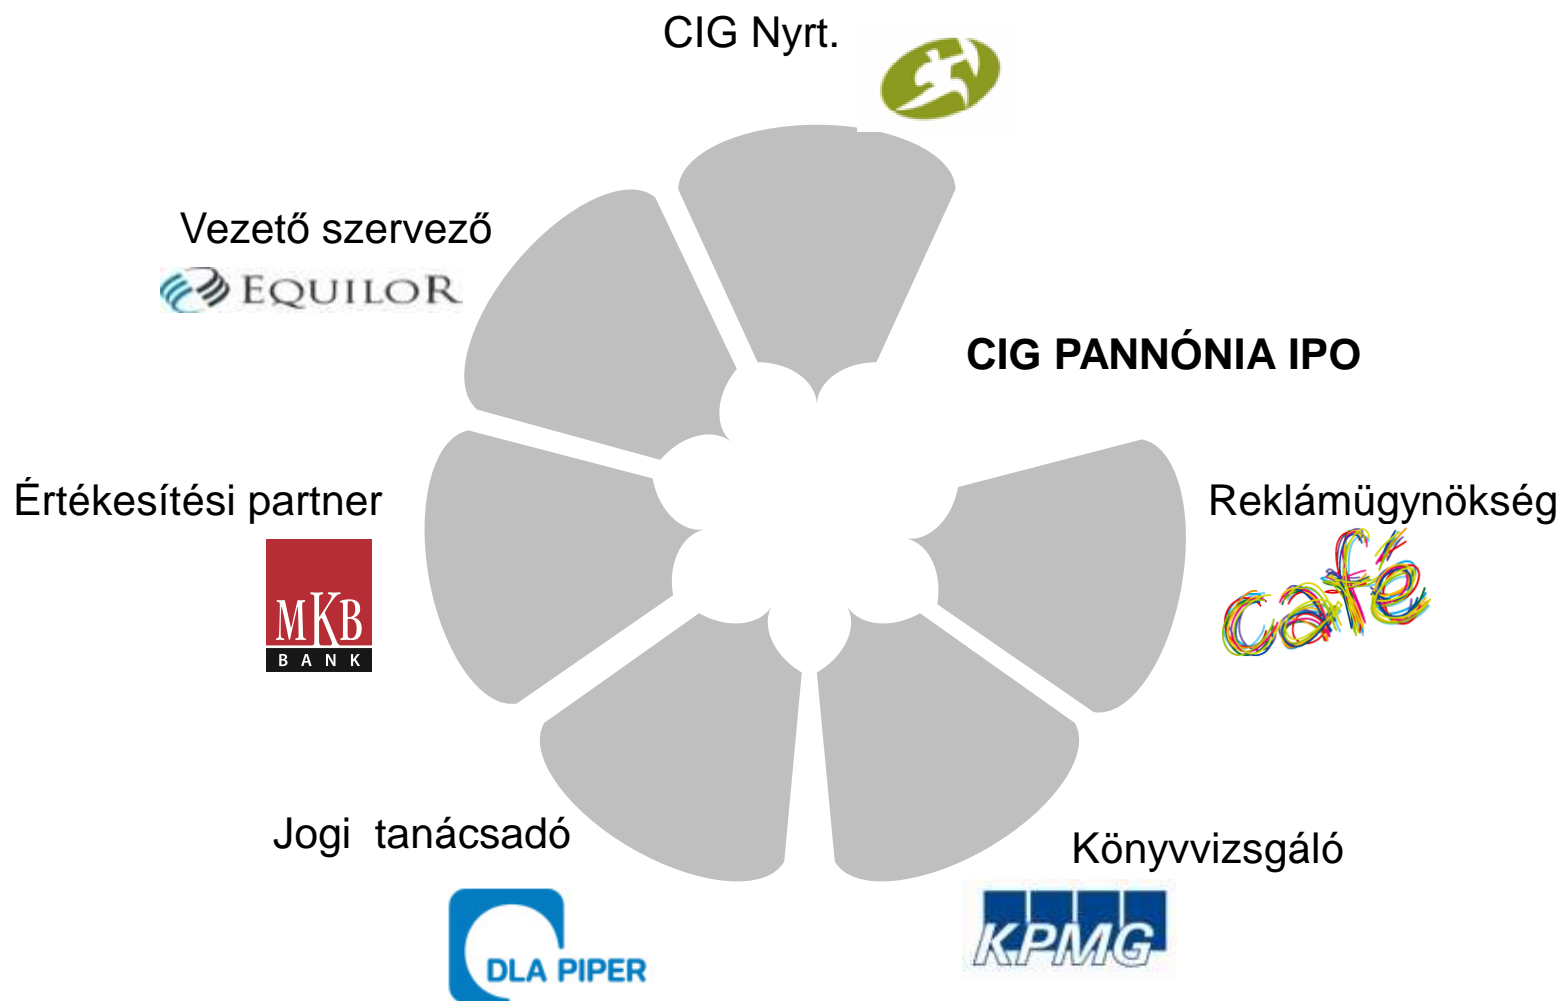 CIG Nyrt.
Vezető szervező
EQUILOR
CIG PANNÓNIA IPO
Értékesítési partner
MKB
BANK
Reklámügynökség
café
Jogi tanácsadó
DLA PIPER
Könyvvizsgáló
KPMG